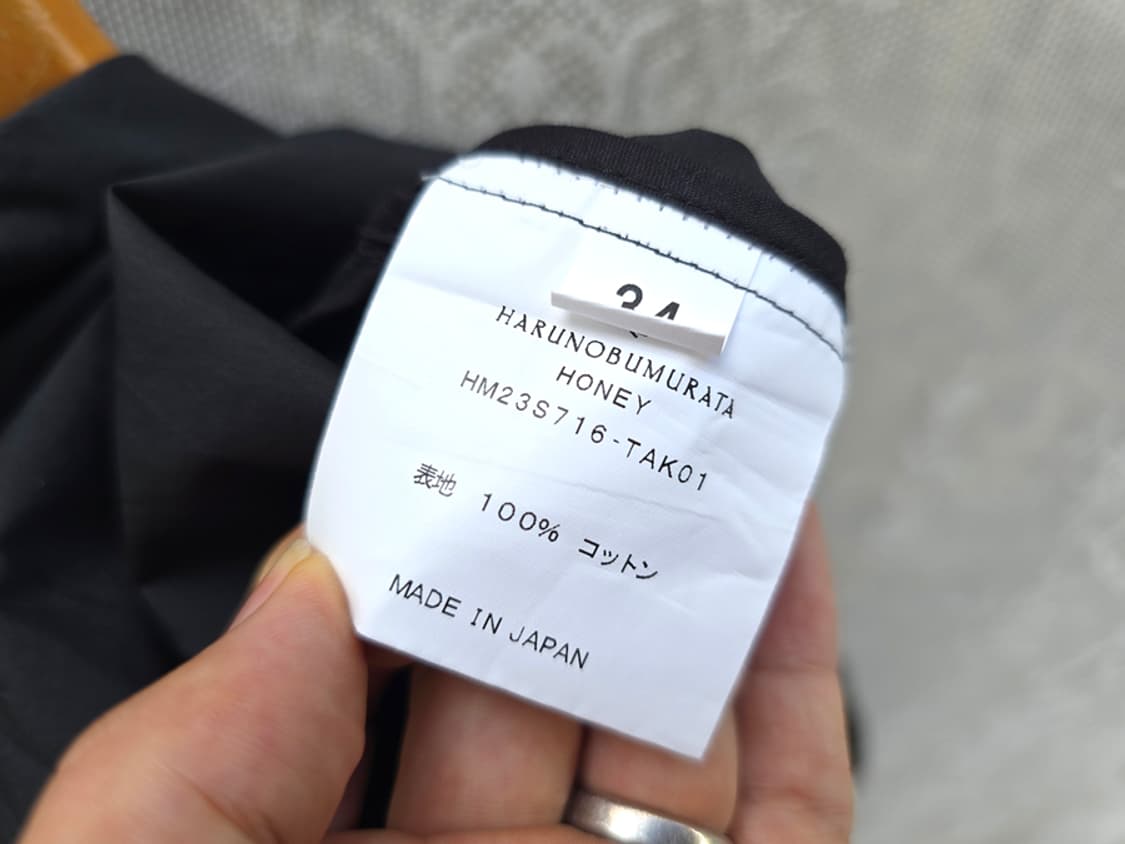 34
HARUNOBUMURATA
HONEY
HM23S716-TAK01
表地 100% コットン
MADE IN JAPAN